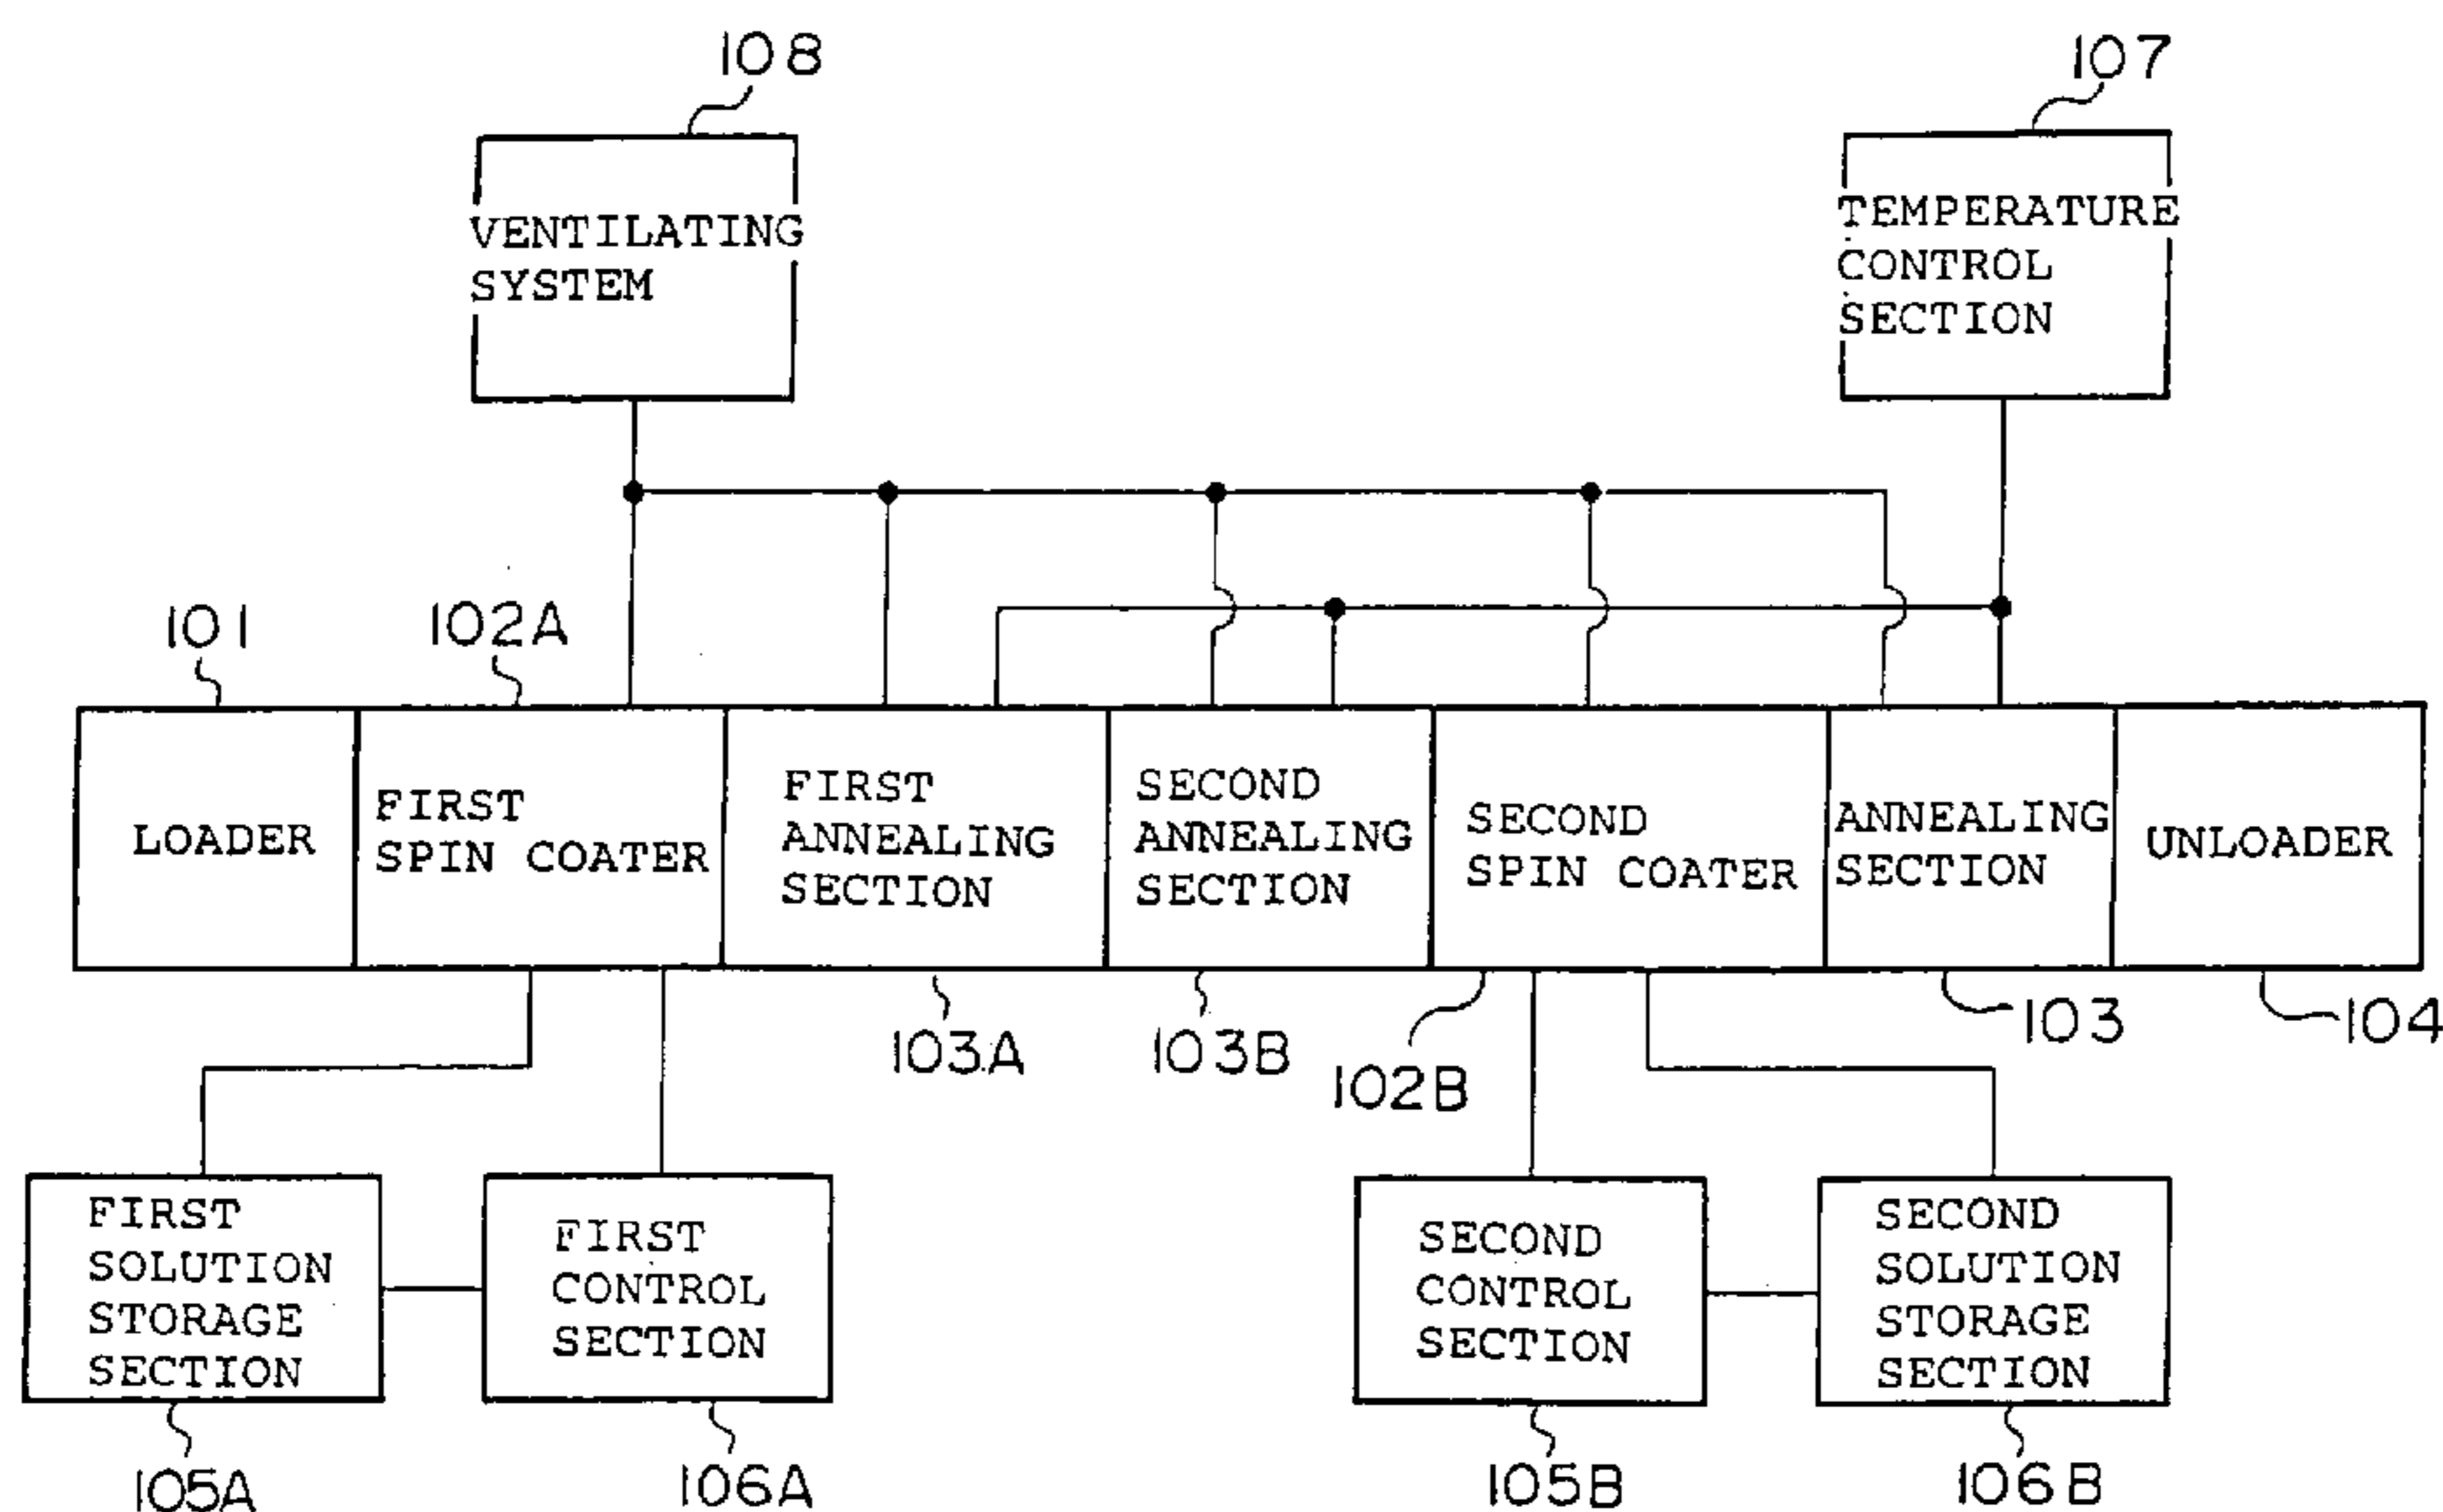 108
107
VENTILATING
SYSTEM
TEMPERATURE
CONTROL
SECTION
101
102A
LOADER
FIRST
SPIN COATER
FIRST
ANNEALING
SECTION
SECOND
ANNEALING
SECTION
SECOND
SPIN COATER
ANNEALING
SECTION
UNLOADER
103A
103B
102B
103
104
FIRST
SOLUTION
STORAGE
SECTION
FIRST
CONTROL
SECTION
SECOND
CONTROL
SECTION
SECOND
SOLUTION
STORAGE
SECTION
105A
106A
105B
106B